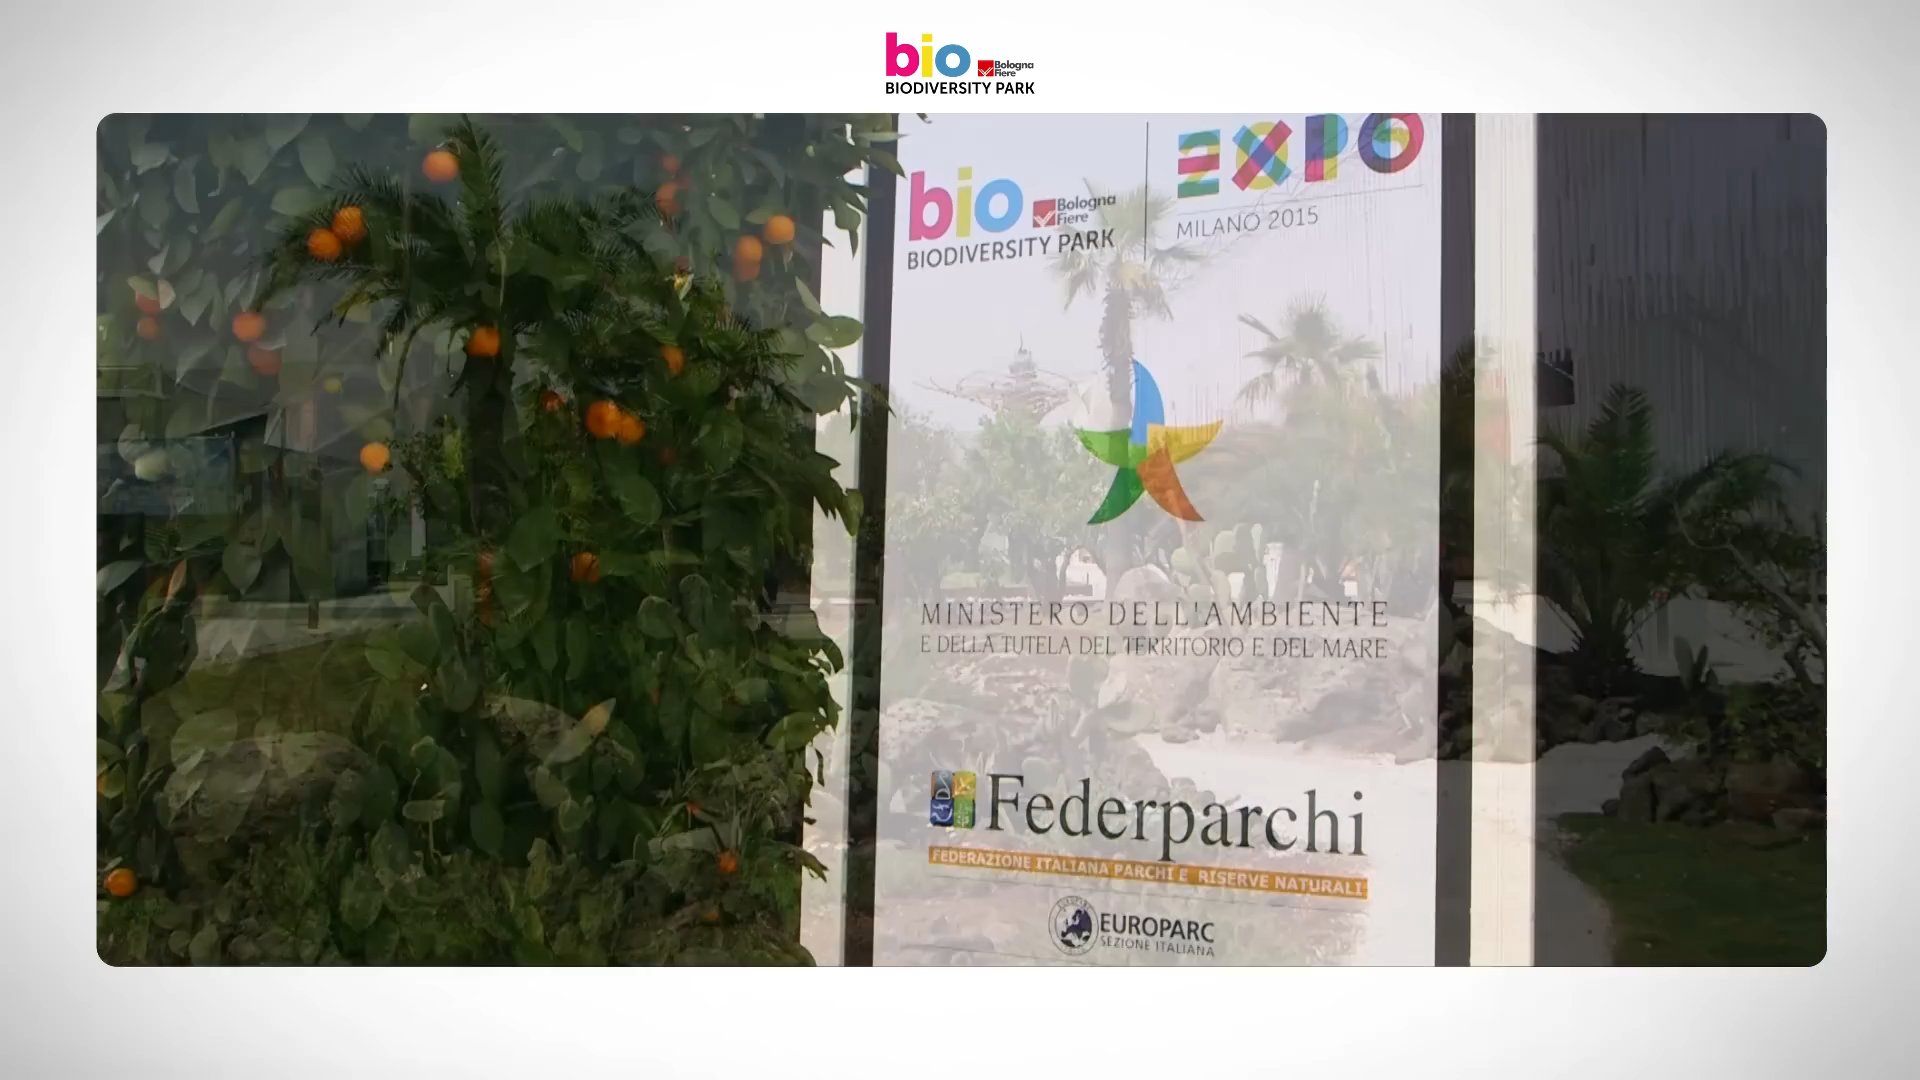 bio Bologna Fiere
BIODIVERSITY PARK
bio Bologna Fiere
BIODIVERSITY PARK
EXPO
MILANO 2015
MINISTERO DELL'AMBIENTE
E DELLA TUTELA DEL TERRITORIO E DEL MARE
Federparchi
FEDERAZIONE ITALIANA PARCHI E RISERVE NATURALI
EUROPARC
SEZIONE ITALIANA